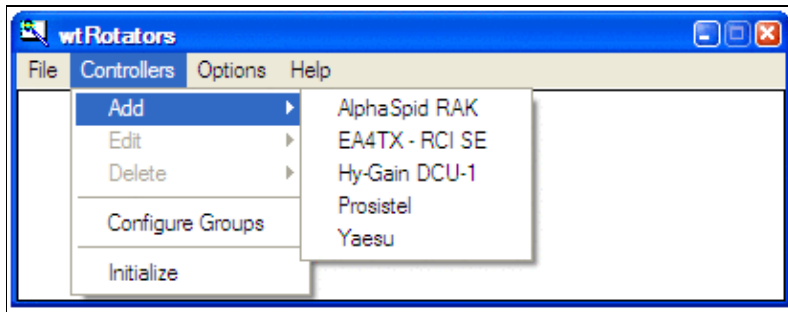 wtRotators
File Controllers Options Help
Add
Edit
Delete
Configure Groups
Initialize
AlphaSpid RAK
EA4TX - RCI SE
Hy-Gain DCU-1
Prosistel
Yaesu